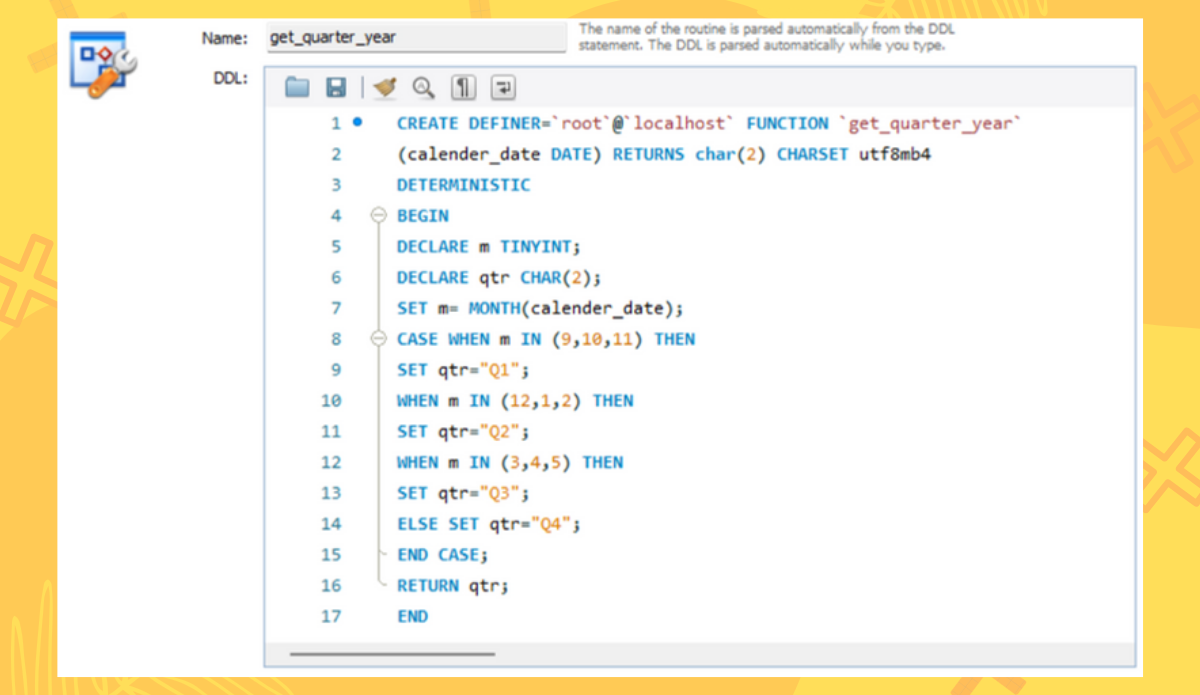 Name: get_quarter_year
The name of the routine is parsed automatically from the DDL
statement. The DDL is parsed automatically while you type.
DDL:
1 CREATE DEFINER=`root`@`localhost` FUNCTION `get_quarter_year`
2 (calender_date DATE) RETURNS char(2) CHARSET utf8mb4
3 DETERMINISTIC
4 BEGIN
5 DECLARE m TINYINT;
6 DECLARE qtr CHAR(2);
7 SET m= MONTH(calender_date);
8 CASE WHEN m IN (9,10,11) THEN
9 SET qtr="Q1";
10 WHEN m IN (12,1,2) THEN
11 SET qtr="Q2";
12 WHEN m IN (3,4,5) THEN
13 SET qtr="Q3";
14 ELSE SET qtr="Q4";
15 END CASE;
16 RETURN qtr;
17 END